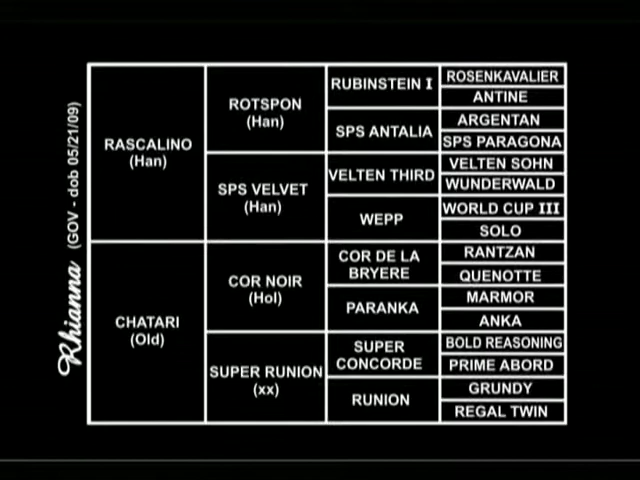 Rhianna (GOV - dob 05/21/09)
RASCALINO
(Han)
CHATARI
(Old)
ROTSPON
(Han)
SPS VELVET
(Han)
COR NOIR
(Hol)
SUPER RUNION
(xx)
RUBINSTEIN I
SPS ANTALIA
VELTEN THIRD
WEPP
COR DE LA
BRYERE
PARANKA
SUPER
CONCORDE
RUNION
ROSENKAVALIER
ANTINE
ARGENTAN
SPS PARAGONA
VELTEN SOHN
WUNDERWALD
WORLD CUP III
SOLO
RANTZAN
QUENOTTE
MARMOR
ANKA
BOLD REASONING
PRIME ABORD
GRUNDY
REGAL TWIN